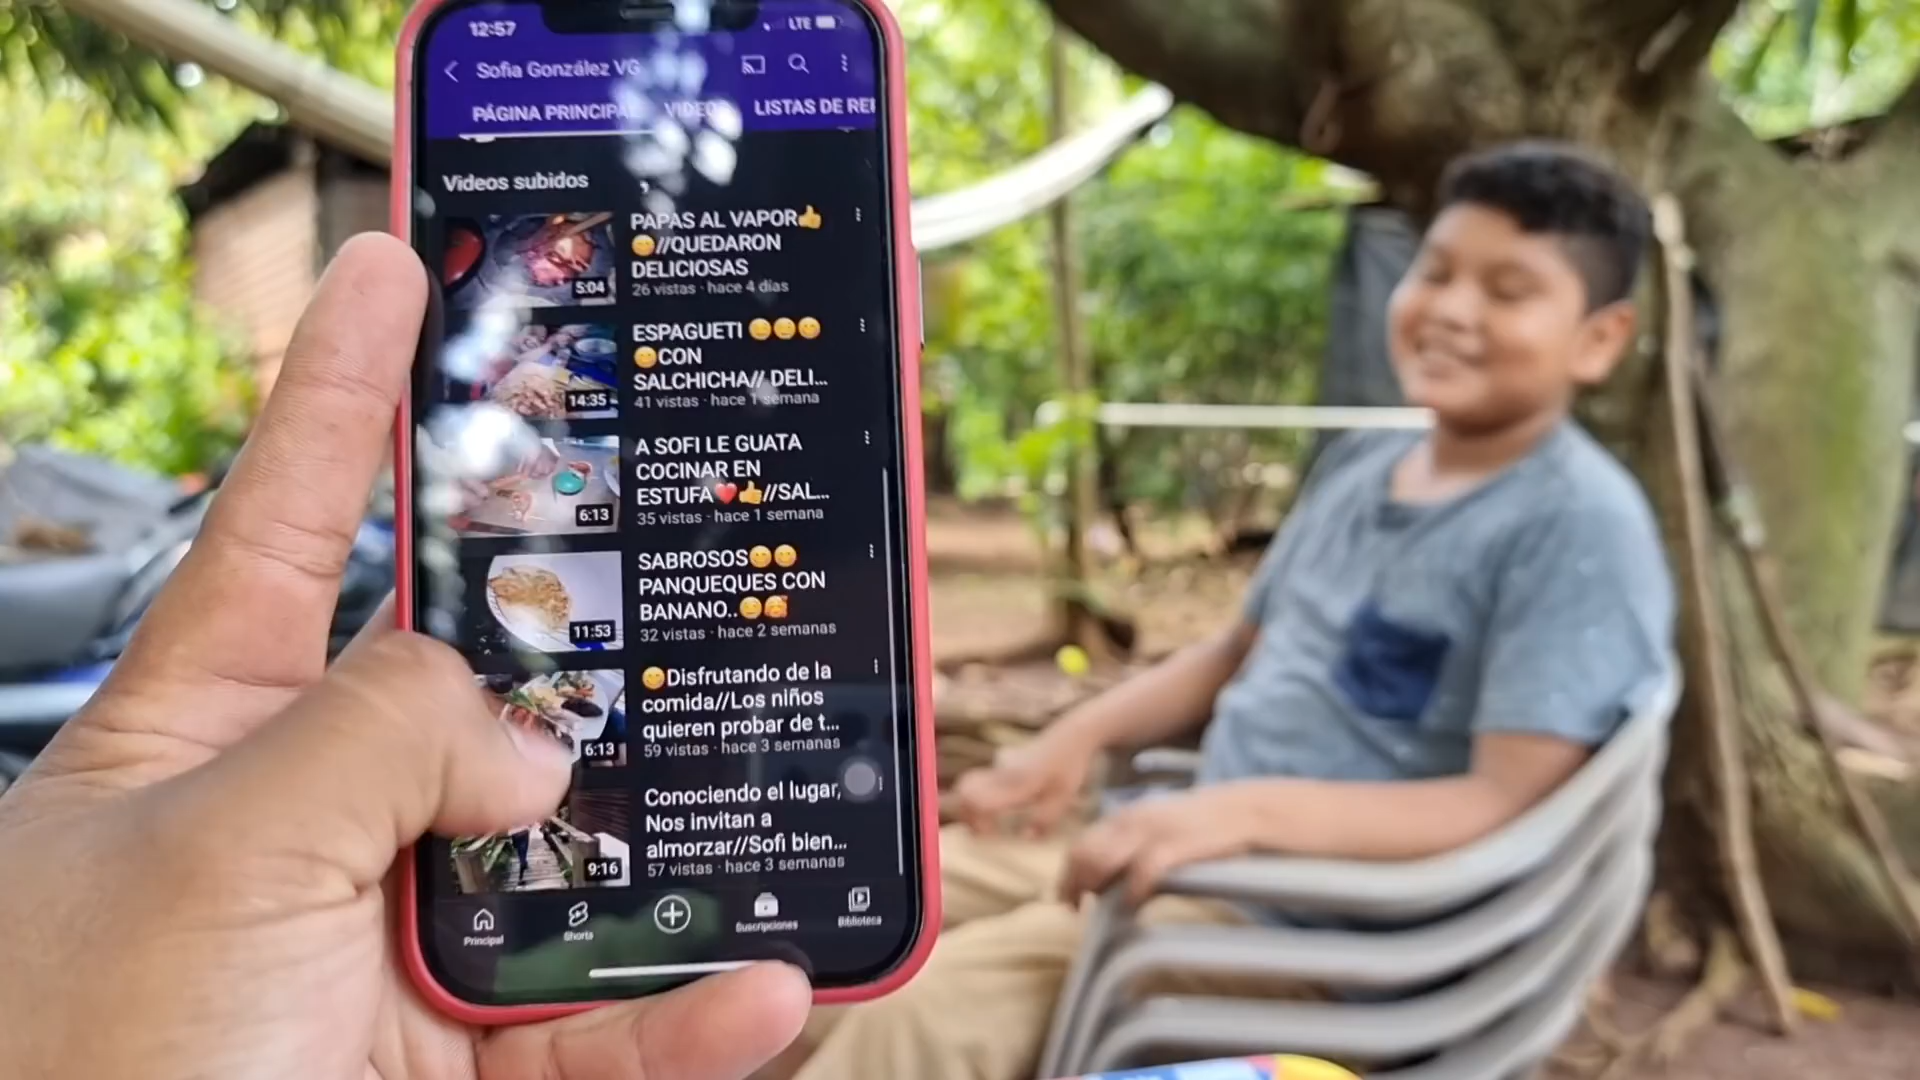 12:57
LTE
Sofia González VG
PÁGINA PRINCIPAL VIDEOS LISTAS DE REP
Videos subidos
PAPAS AL VAPOR👍
😋//QUEDARON
DELICIOSAS
26 vistas · hace 4 días
5:04
ESPAGUETI 😋😋😋
😋CON
SALCHICHA// DELI...
41 vistas · hace 1 semana
14:35
A SOFI LE GUATA
COCINAR EN
ESTUFA❤️👍//SAL...
35 vistas · hace 1 semana
6:13
SABROSOS😋😋
PANQUEQUES CON
BANANO..😋🥰
32 vistas · hace 2 semanas
11:53
😋Disfrutando de la
comida//Los niños
quieren probar de t...
59 vistas · hace 3 semanas
6:13
Conociendo el lugar,
Nos invitan a
almorzar//Sofi bien...
57 vistas · hace 3 semanas
9:16
Principal
Shorts
Suscripciones
Biblioteca